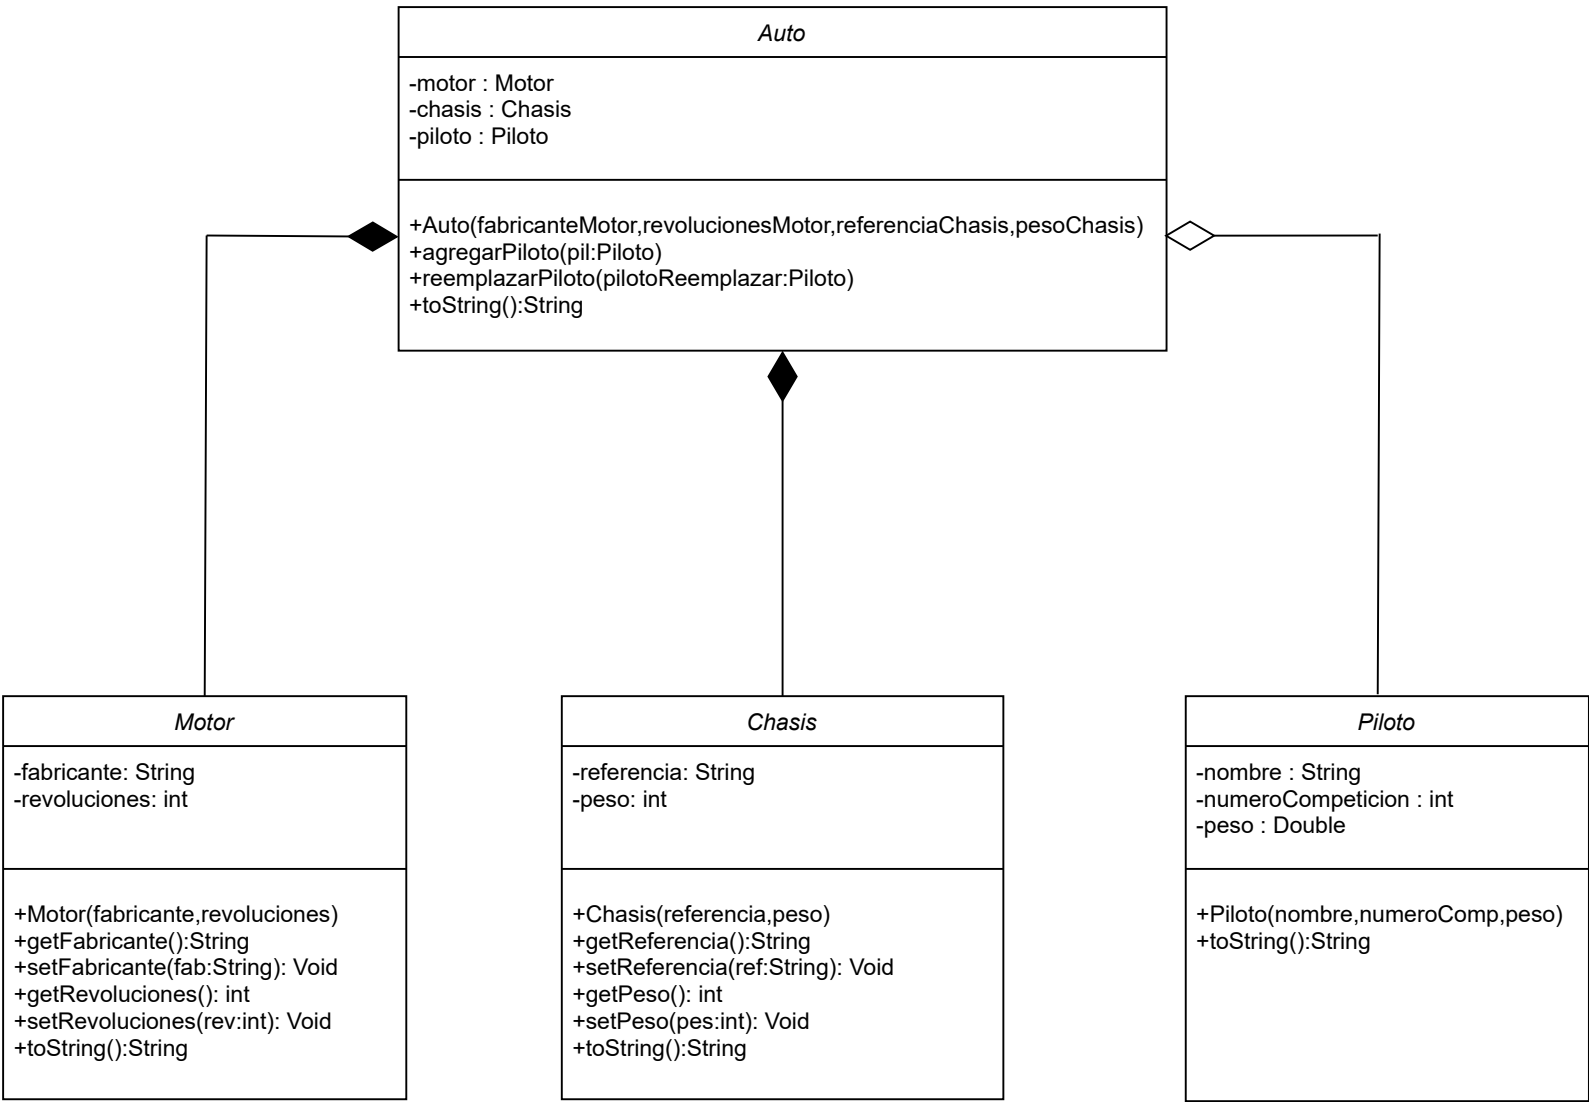 Auto
-motor : Motor
-chasis : Chasis
-piloto : Piloto
+Auto(fabricanteMotor,revolucionesMotor,referenciaChasis,pesoChasis)
+agregarPiloto(pil:Piloto)
+reemplazarPiloto(pilotoReemplazar:Piloto)
+toString():String
Motor
-fabricante: String
-revoluciones: int
+Motor(fabricante,revoluciones)
+getFabricante():String
+setFabricante(fab:String): Void
+getRevoluciones(): int
+setRevoluciones(rev:int): Void
+toString():String
Chasis
-referencia: String
-peso: int
+Chasis(referencia,peso)
+getReferencia():String
+setReferencia(ref:String): Void
+getPeso(): int
+setPeso(pes:int): Void
+toString():String
Piloto
-nombre : String
-numeroCompeticion : int
-peso : Double
+Piloto(nombre,numeroComp,peso)
+toString():String